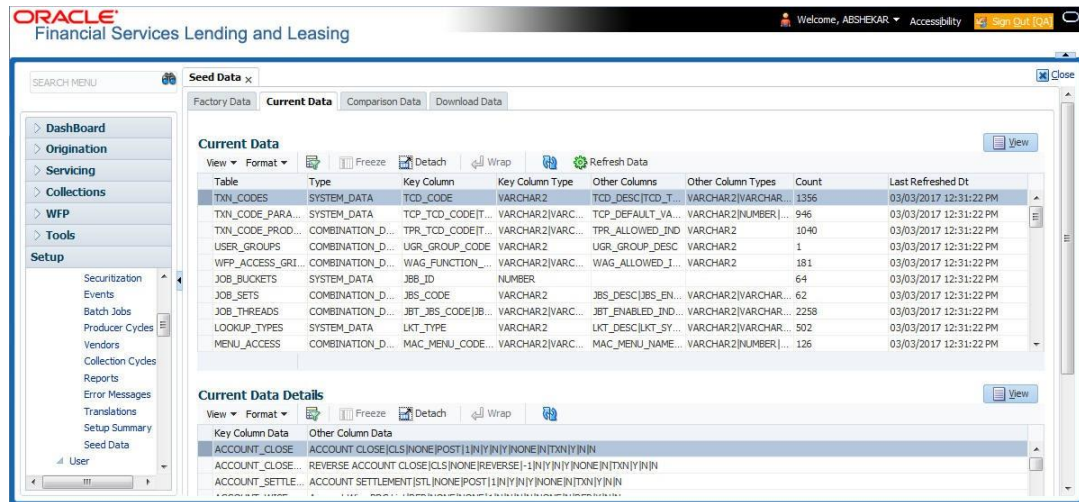 ORACLE
Financial Services Lending and Leasing
Welcome, ABSHEKAR Accessibility Sign Out [QA]
SEARCH MENU
Seed Data
Close
Factory Data Current Data Comparison Data Download Data
DashBoard
Origination
Servicing
Collections
WFP
Tools
Setup
Securitization
Events
Batch Jobs
Producer Cycles
Vendors
Collection Cycles
Reports
Error Messages
Translations
Setup Summary
Seed Data
User
Current Data
View
View Format Freeze Detach Wrap Refresh Data
Table Type Key Column Key Column Type Other Columns Other Column Types Count Last Refreshed Dt
TXN_CODES SYSTEM_DATA TCD_CODE VARCHAR2 TCD_DESC|TCD_T... VARCHAR2|VARCHAR... 1356 03/03/2017 12:31:22 PM
TXN_CODE_PARA... SYSTEM_DATA TCP_TCD_CODE|T... VARCHAR2|VARC... TCP_DEFAULT_VA... VARCHAR2|NUMBER|... 946 03/03/2017 12:31:22 PM
TXN_CODE_PROD... COMBINATION_D... TPR_TCD_CODE|T... VARCHAR2|VARC... TPR_ALLOWED_IND VARCHAR2 1040 03/03/2017 12:31:22 PM
USER_GROUPS COMBINATION_D... UGR_GROUP_CODE VARCHAR2 UGR_GROUP_DESC VARCHAR2 1 03/03/2017 12:31:22 PM
WFP_ACCESS_GRI... COMBINATION_D... WAG_FUNCTION_... VARCHAR2|VARC... WAG_ALLOWED_I... VARCHAR2 181 03/03/2017 12:31:22 PM
JOB_BUCKETS SYSTEM_DATA JBB_ID NUMBER 64 03/03/2017 12:31:22 PM
JOB_SETS COMBINATION_D... JBS_CODE VARCHAR2 JBS_DESC|JBS_EN... VARCHAR2|VARCHAR... 62 03/03/2017 12:31:22 PM
JOB_THREADS COMBINATION_D... JBT_JBS_CODE|JB... VARCHAR2|VARC... JBT_ENABLED_IND... VARCHAR2|VARCHAR... 2258 03/03/2017 12:31:22 PM
LOOKUP_TYPES SYSTEM_DATA LKT_TYPE VARCHAR2 LKT_DESC|LKT_SY... VARCHAR2|VARCHAR... 502 03/03/2017 12:31:22 PM
MENU_ACCESS COMBINATION_D... MAC_MENU_CODE... VARCHAR2|VARC... MAC_MENU_NAME... VARCHAR2|NUMBER|... 126 03/03/2017 12:31:22 PM
Current Data Details
View
View Format Freeze Detach Wrap
Key Column Data Other Column Data
ACCOUNT_CLOSE ACCOUNT CLOSE|CLS|NONE|POST|1|N|Y|N|Y|NONE|N|TXN|Y|N|N
ACCOUNT_CLOSE... REVERSE ACCOUNT CLOSE|CLS|NONE|REVERSE|-1|N|Y|N|Y|NONE|N|TXN|Y|N|N
ACCOUNT_SETTLE... ACCOUNT SETTLEMENT|STL|NONE|POST|1|N|Y|N|Y|NONE|N|TXN|Y|N|N